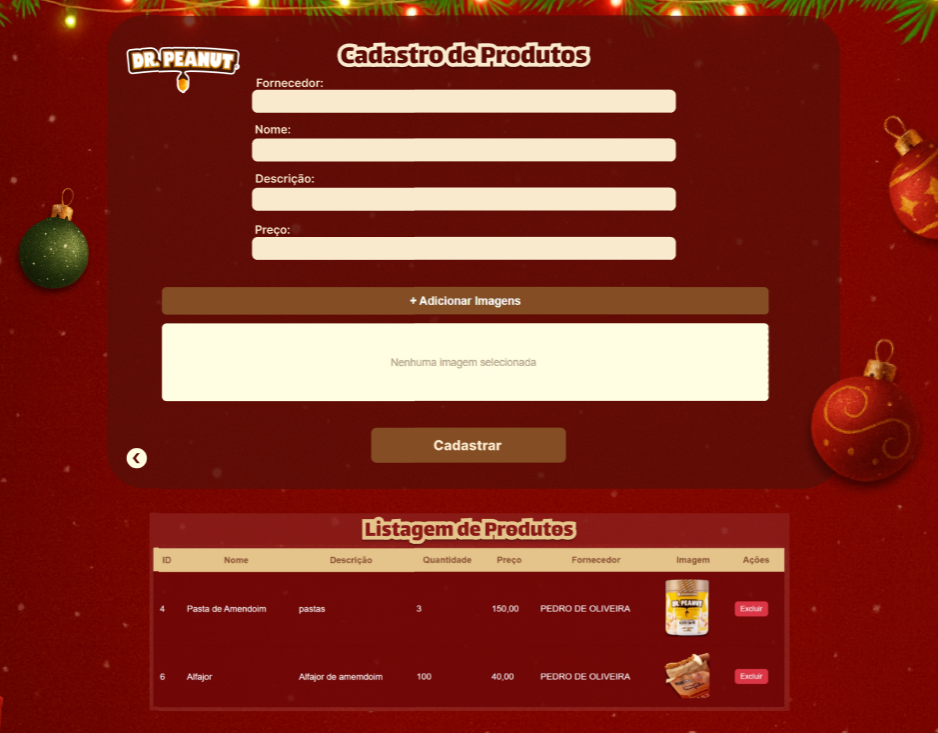 DR. PEANUT
Cadastro de Produtos
Fornecedor:
Nome:
Descrição:
Preço:
+ Adicionar Imagens
Nenhuma imagem selecionada
Cadastrar
Listagem de Produtos
ID Nome Descrição Quantidade Preço Fornecedor Imagem Ações
DR. PEANUT
4 Pasta de Amendoim pastas 3 150,00 PEDRO DE OLIVEIRA Excluir
6 Alfajor Alfajor de amemdoim 100 40,00 PEDRO DE OLIVEIRA Excluir